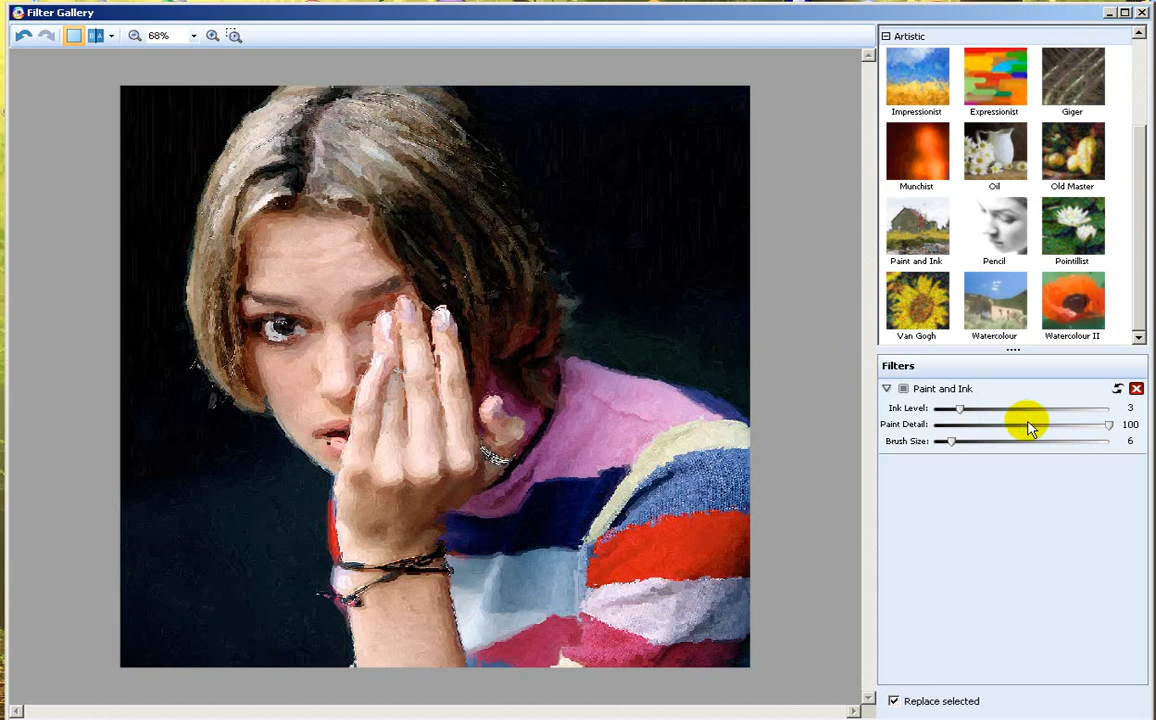 Filter Gallery
68%
Artistic
Impressionist Expressionist Giger
Munchist Oil Old Master
Paint and Ink Pencil Pointillist
Van Gogh Watercolour Watercolour II
Filters
Paint and Ink
Ink Level: 3
Paint Detail: 100
Brush Size: 6
Replace selected